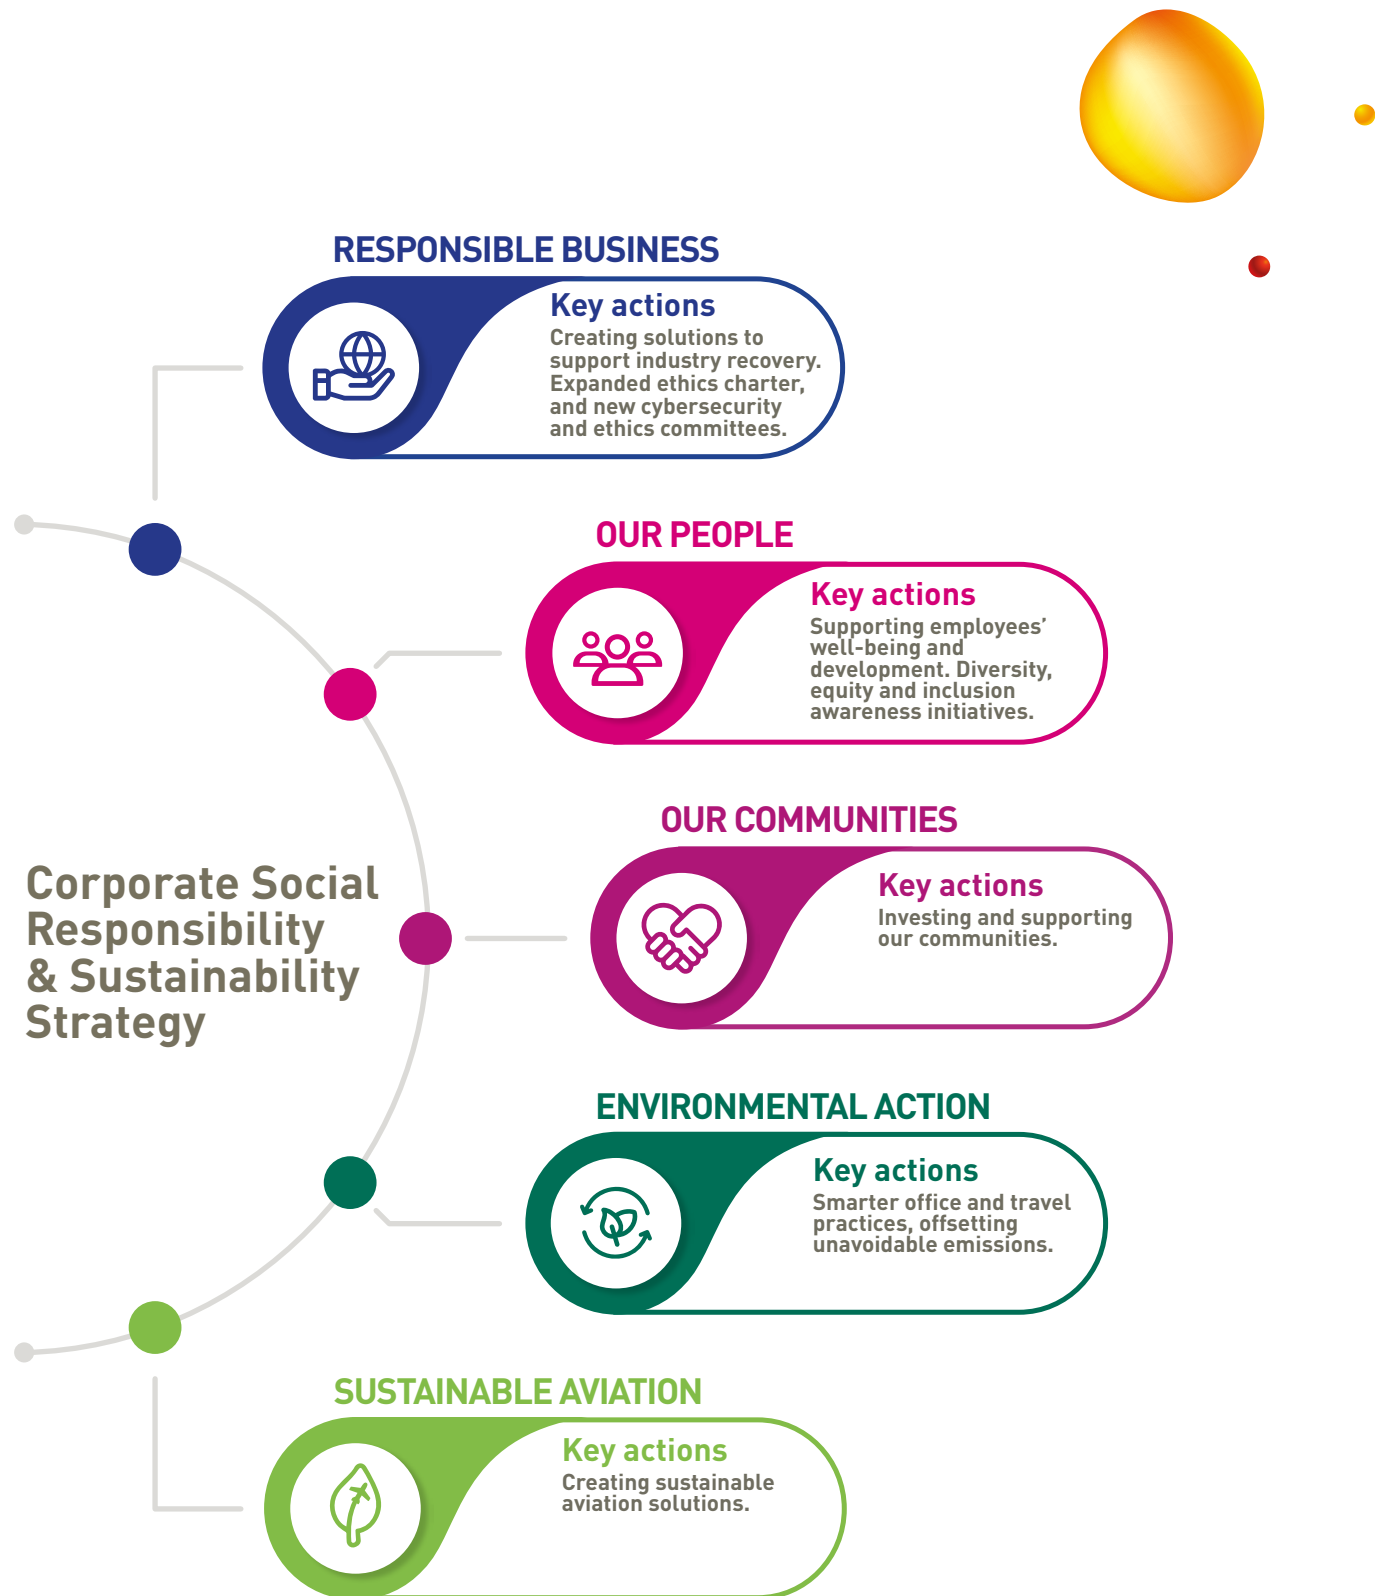 RESPONSIBLE BUSINESS
Key actions
Creating solutions to
support industry recovery.
Expanded ethics charter,
and new cybersecurity
and ethics committees.
OUR PEOPLE
Key actions
Supporting employees’
well-being and
development. Diversity,
equity and inclusion
awareness initiatives.
Corporate Social
Responsibility
& Sustainability
Strategy
OUR COMMUNITIES
Key actions
Investing and supporting
our communities.
ENVIRONMENTAL ACTION
Key actions
Smarter office and travel
practices, offsetting
unavoidable emissions.
SUSTAINABLE AVIATION
Key actions
Creating sustainable
aviation solutions.